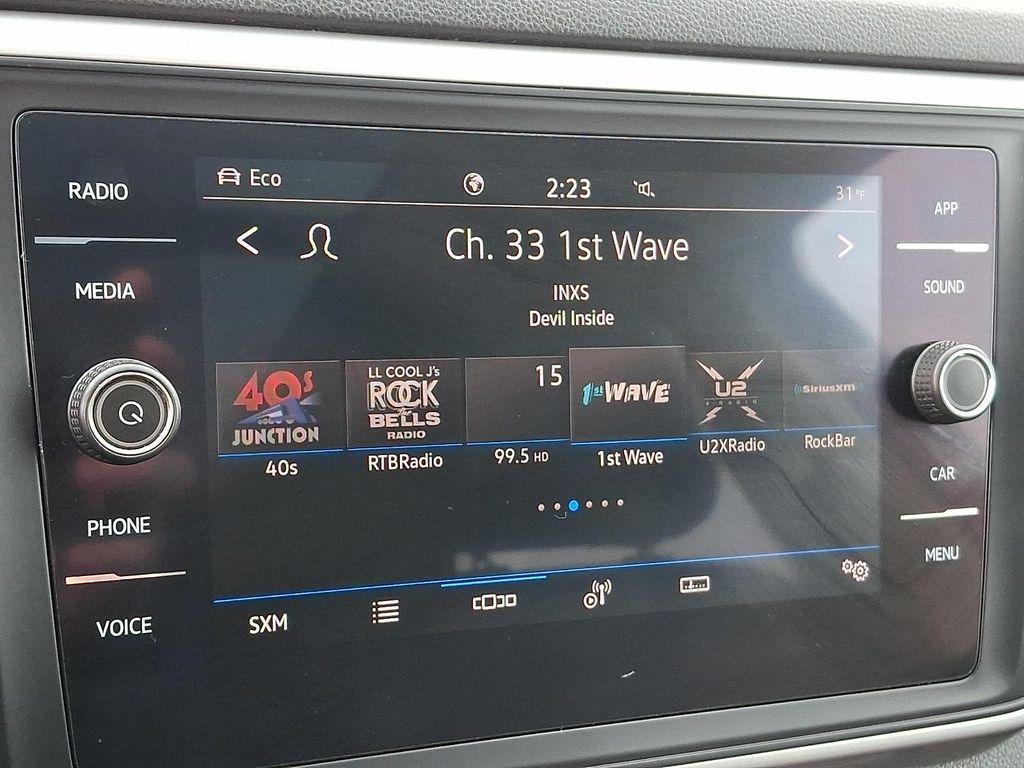 RADIO
MEDIA
PHONE
VOICE
Eco
2:23
31°F
Ch. 33 1st Wave
INXS
Devil Inside
40s
JUNCTION
40s
LL COOL J's
ROCK
BELLS
RADIO
RTBRadio
15
99.5 HD
1st WAVE
1st Wave
U2
U2XRadio
SiriusXM
RockBar
SXM
APP
SOUND
CAR
MENU